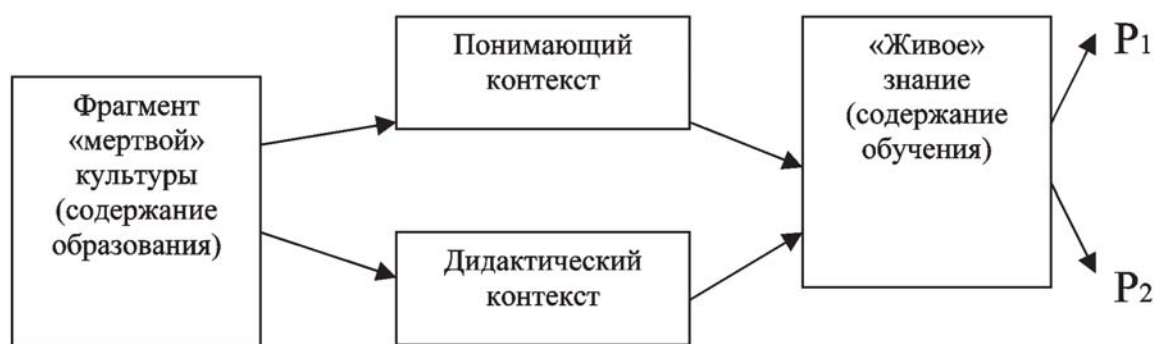 Фрагмент
«мертвой»
культуры
(содержание
образования)
Понимающий
контекст
Дидактический
контекст
«Живое»
знание
(содержание
обучения)
P1
P2